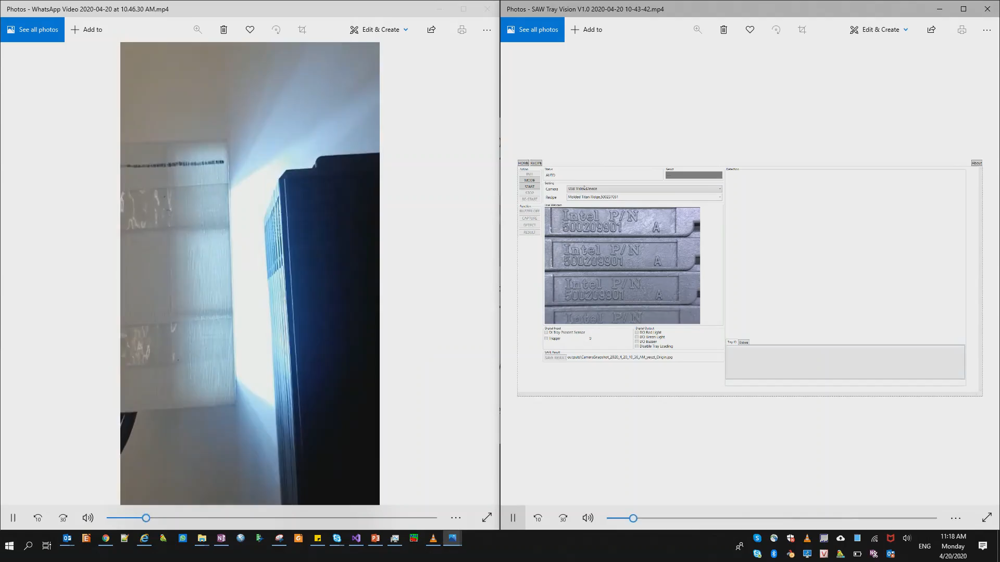 Photos - WhatsApp Video 2020-04-20 at 10.46.30 AM.mp4
See all photos
Add to
Edit & Create
10
30
Photos - SAW Tray Vision V1.0 2020-04-20 10-43-42.mp4
See all photos
Add to
Edit & Create
HOME RECIPE
About
Action
INIT
MODE
START
STOP
RE-START
Function
BUZZER OFF
CAPTURE
DETECT
RESULT
Status
AUTO
Result
Setting
Camera USB Video Device
Recipe Molded Titan Ridge,500237051
Live Webcam
Intel P/N
500209901 A
Intel P/N
500209901 A
Intel P/N
500209901 A
Intel P/N
Digital Input
DI Tray Present Sensor
Trigger 0
Digital Output
DO Red Light
DO Green Light
DO Buzzer
Disable Tray Loading
SAVE Result
SAVE RESULT outputs\CameraSnapshot_2020_4_20_10_36_AM_yeyzt_Origin.jpg
Detection
Tray ID Debug
10
30
ENG
11:18 AM
Monday
4/20/2020